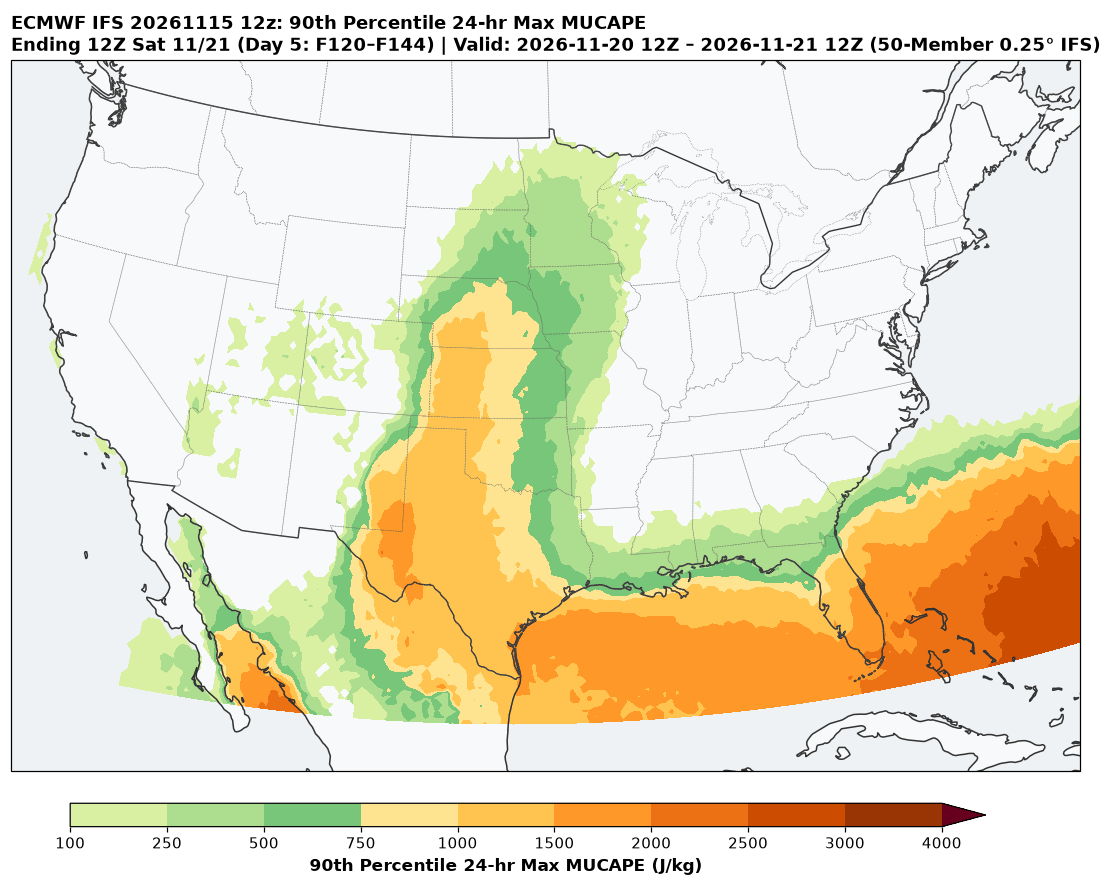 ECMWF IFS 20261115 12z: 90th Percentile 24-hr Max MUCAPE
Ending 12Z Sat 11/21 (Day 5: F120–F144) | Valid: 2026-11-20 12Z – 2026-11-21 12Z (50-Member 0.25° IFS)
100 250 500 750 1000 1500 2000 2500 3000 4000
90th Percentile 24-hr Max MUCAPE (J/kg)